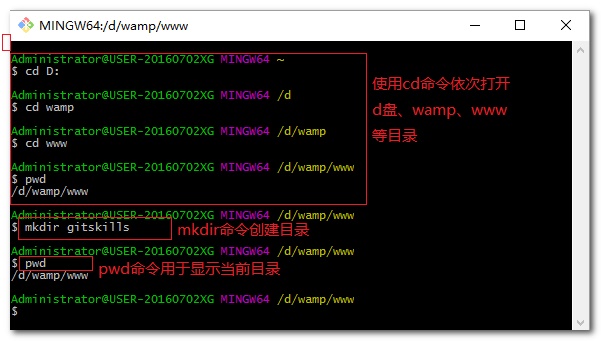 MINGW64:/d/wamp/www
Administrator@USER-20160702XG MINGW64 ~
$ cd D:
Administrator@USER-20160702XG MINGW64 /d
$ cd wamp
Administrator@USER-20160702XG MINGW64 /d/wamp
$ cd www
Administrator@USER-20160702XG MINGW64 /d/wamp/www
$ pwd
/d/wamp/www
使用cd命令依次打开
d盘、wamp、www
等目录
Administrator@USER-20160702XG MINGW64 /d/wamp/www
$ mkdir gitskills
mkdir命令创建目录
Administrator@USER-20160702XG MINGW64 /d/wamp/www
$ pwd
pwd命令用于显示当前目录
/d/wamp/www
Administrator@USER-20160702XG MINGW64 /d/wamp/www
$